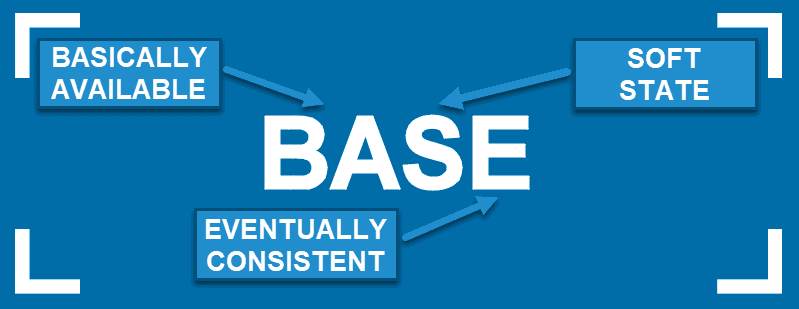 BASICALLY
AVAILABLE
SOFT
STATE
BASE
EVENTUALLY
CONSISTENT